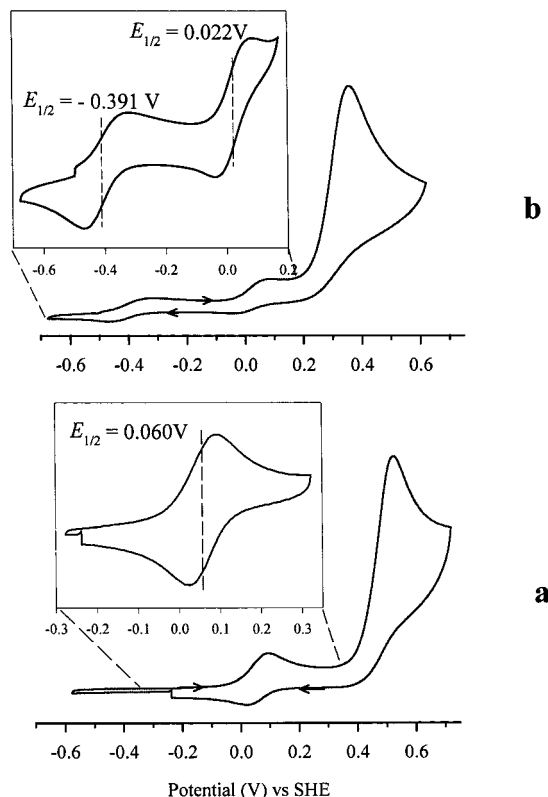 E1/2 = 0.022V
E1/2 = - 0.391 V
b
-0.6 -0.4 -0.2 0.0 0.2
-0.6 -0.4 -0.2 0.0 0.2 0.4 0.6
E1/2 = 0.060V
a
-0.3 -0.2 -0.1 0.0 0.1 0.2 0.3
-0.6 -0.4 -0.2 0.0 0.2 0.4 0.6
Potential (V) vs SHE